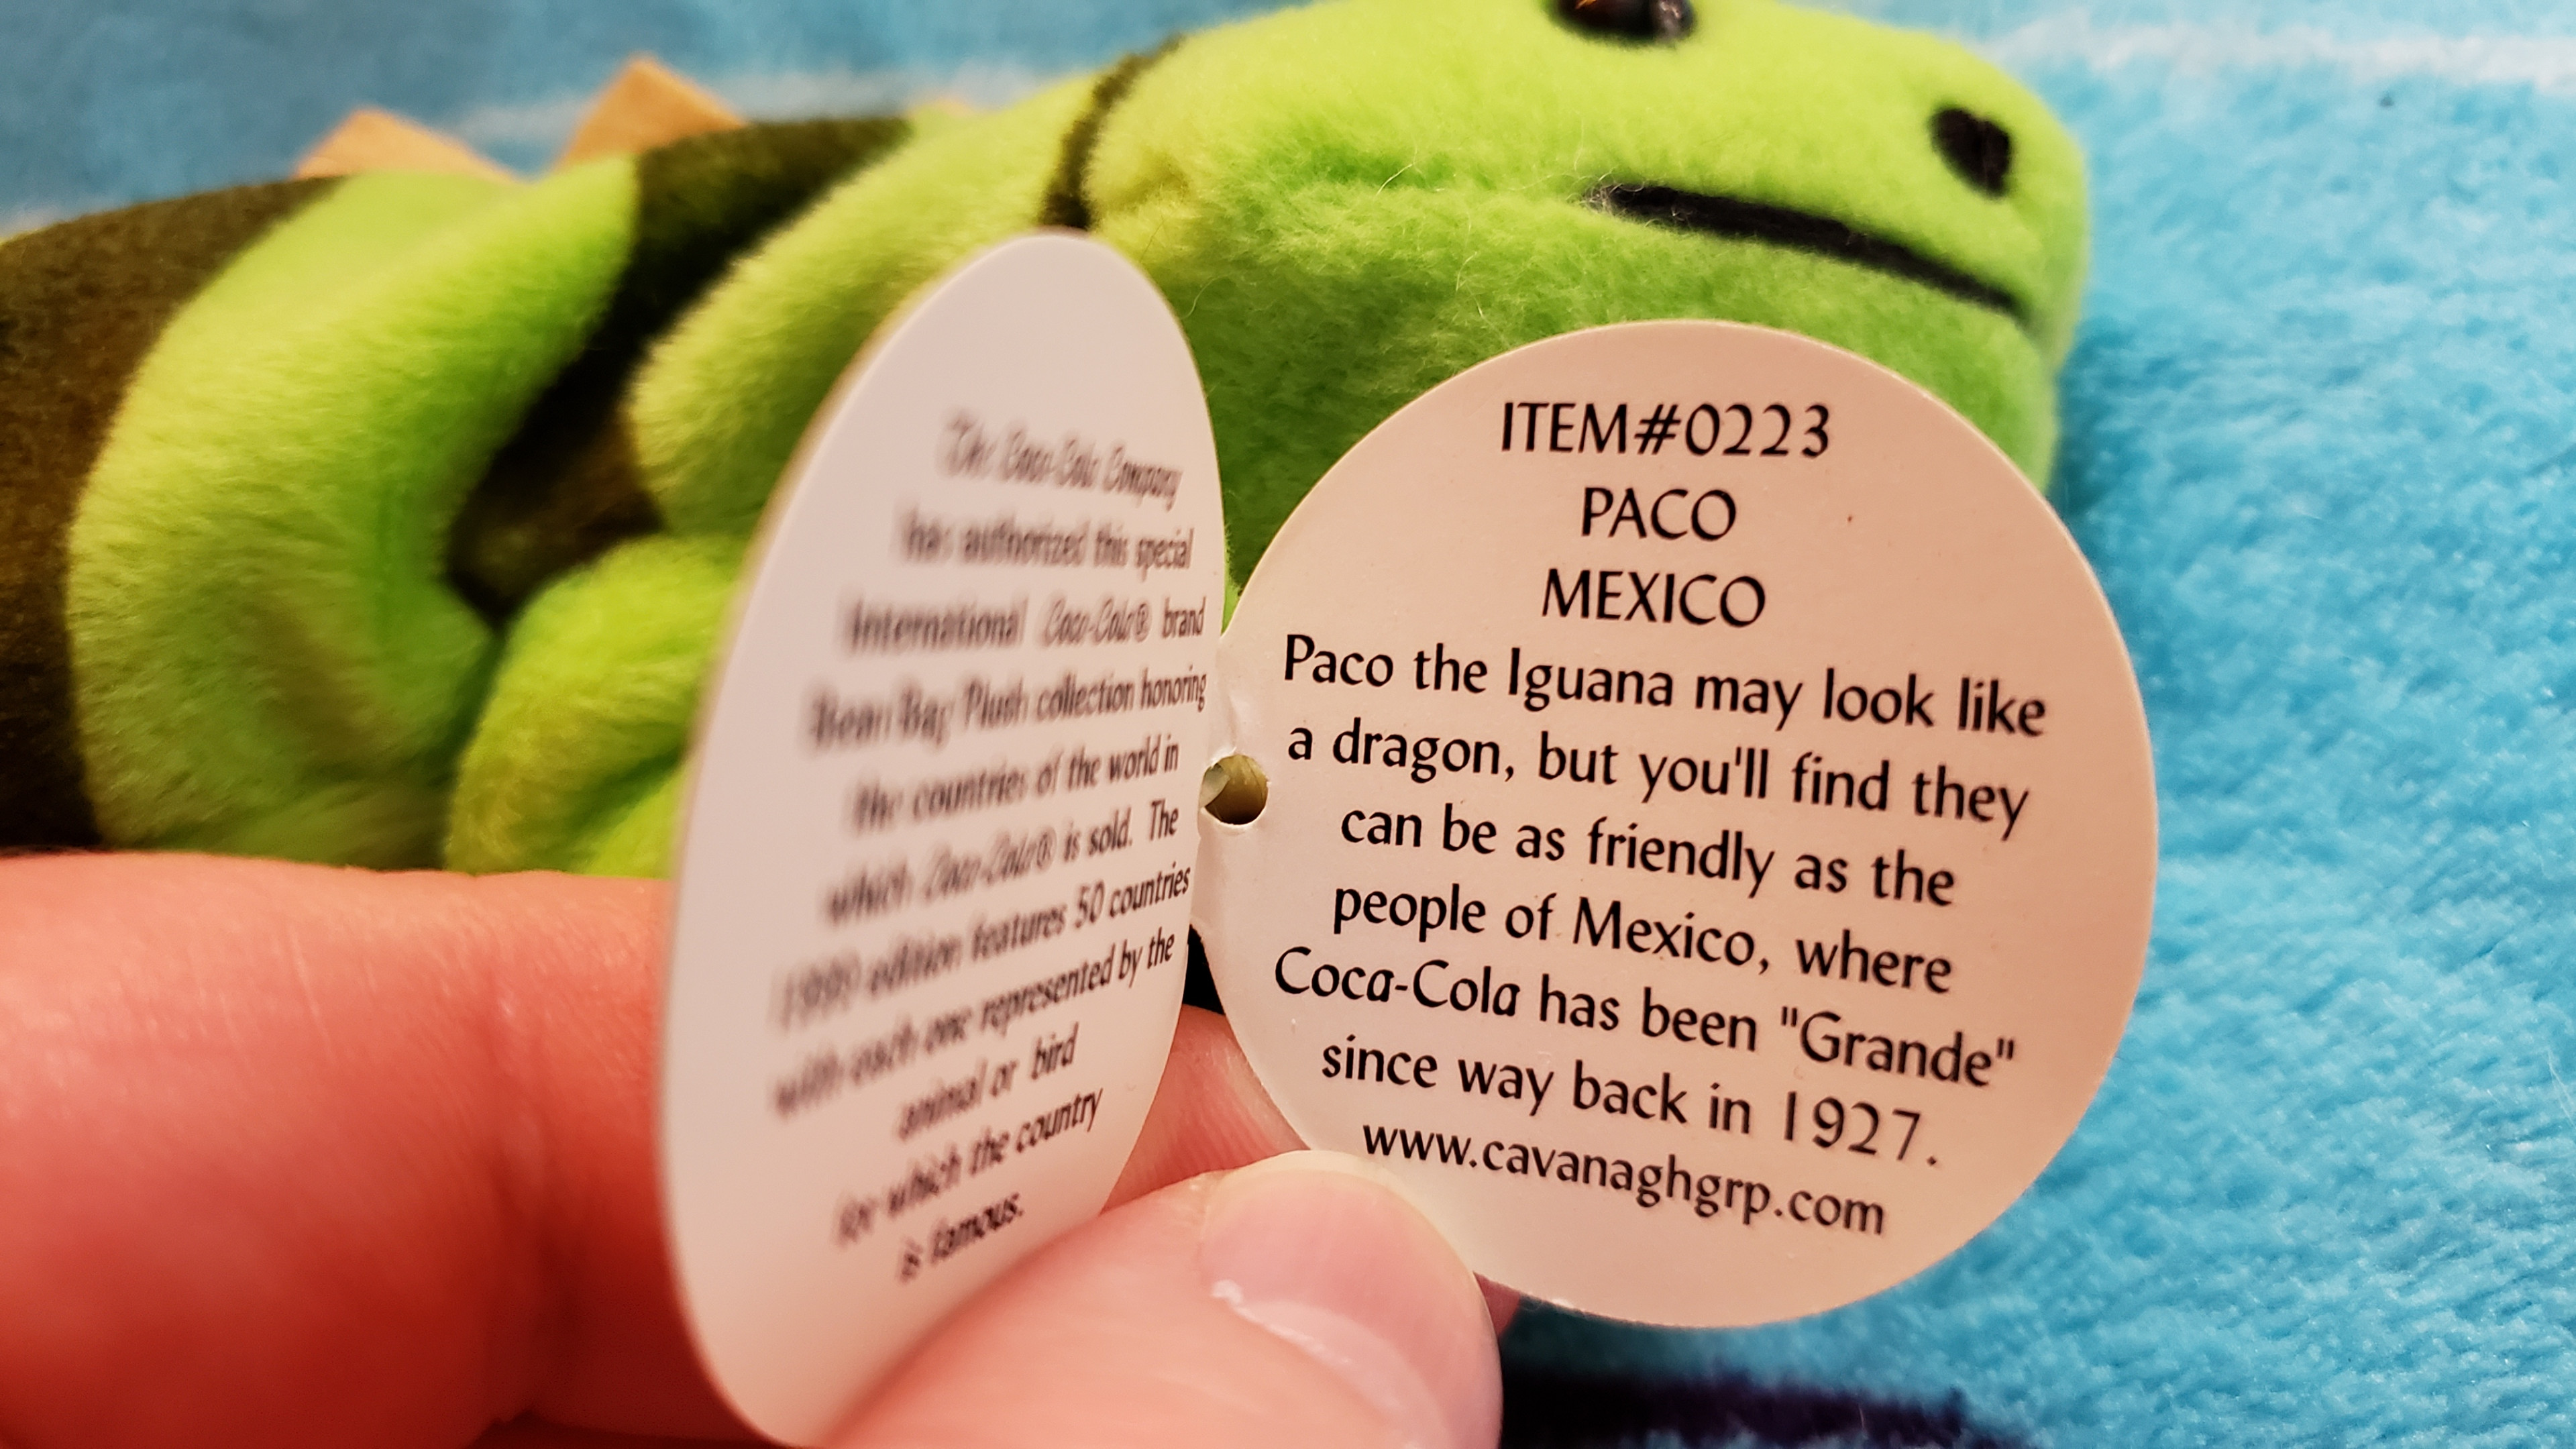 The Coca-Cola Company
has authorized this special
International Coca-Cola® brand
Bean Bag Plush collection honoring
the countries of the world in
which Coca-Cola® is sold. The
1999 edition features 50 countries
with each one represented by the
animal or bird
for which the country
is famous.
ITEM#0223
PACO
MEXICO
Paco the Iguana may look like
a dragon, but you'll find they
can be as friendly as the
people of Mexico, where
Coca-Cola has been "Grande"
since way back in 1927.
www.cavanaghgrp.com